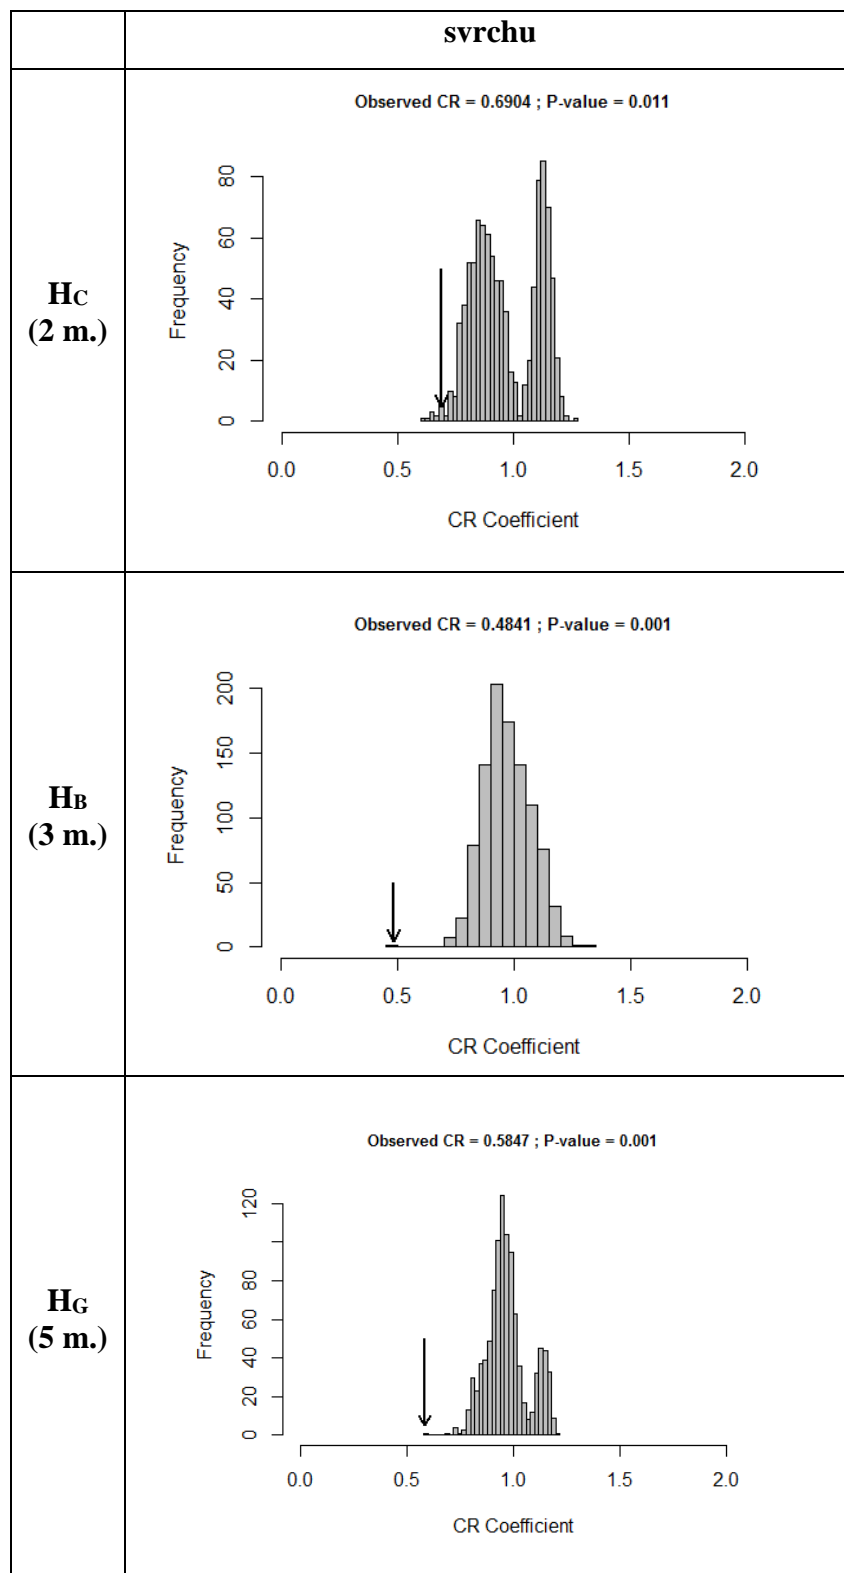 svrchu
HC
(2 m.)
Observed CR = 0.6904 ; P-value = 0.011
Frequency
80
60
40
20
0
0.0 0.5 1.0 1.5 2.0
CR Coefficient
HB
(3 m.)
Observed CR = 0.4841 ; P-value = 0.001
Frequency
200
150
100
50
0
0.0 0.5 1.0 1.5 2.0
CR Coefficient
HG
(5 m.)
Observed CR = 0.5847 ; P-value = 0.001
Frequency
120
80
60
40
20
0
0.0 0.5 1.0 1.5 2.0
CR Coefficient